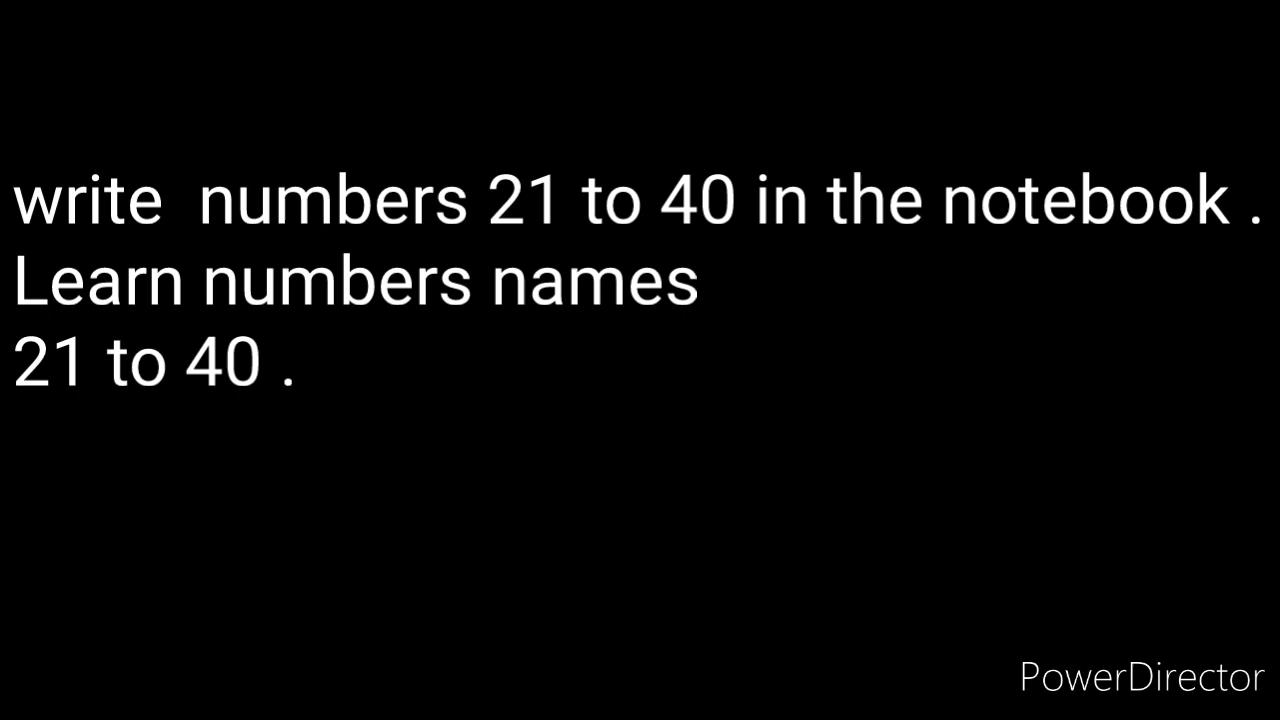 write  numbers 21 to 40 in the notebook .
Learn numbers names
21 to 40 .
PowerDirector